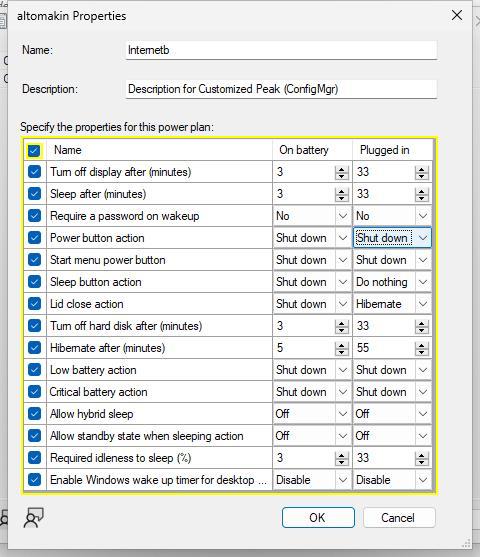 altomakin Properties
Name: Internetb
Description: Description for Customized Peak (ConfigMgr)
Specify the properties for this power plan:
Name On battery Plugged in
Turn off display after (minutes) 3 33
Sleep after (minutes) 3 33
Require a password on wakeup No No
Power button action Shut down Shut down
Start menu power button Shut down Shut down
Sleep button action Shut down Do nothing
Lid close action Shut down Hibernate
Turn off hard disk after (minutes) 3 33
Hibernate after (minutes) 5 55
Low battery action Shut down Shut down
Critical battery action Shut down Shut down
Allow hybrid sleep Off Off
Allow standby state when sleeping action Off Off
Required idleness to sleep (%) 3 33
Enable Windows wake up timer for desktop ... Disable Disable
OK Cancel